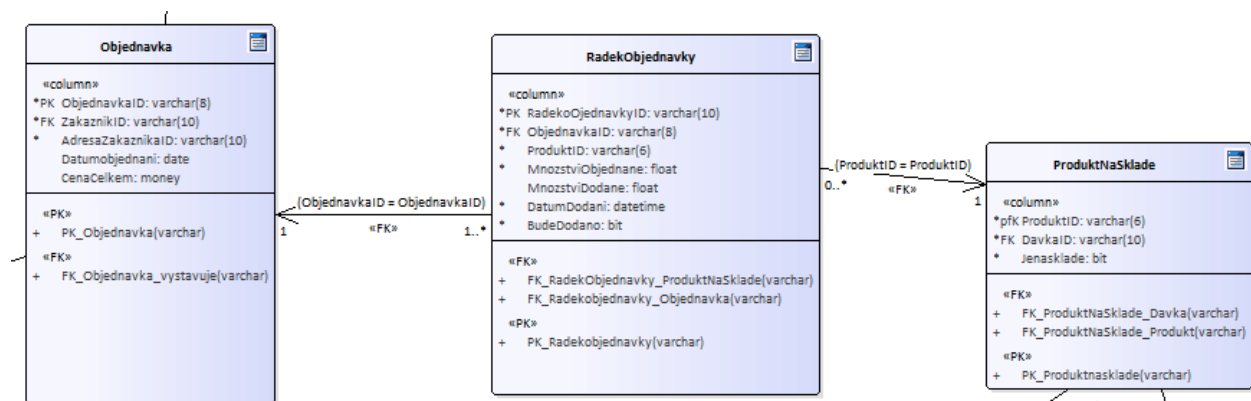 Objednavka
«column»
*PK ObjednavkaID: varchar(8)
*FK ZakaznikID: varchar(10)
* AdresaZakaznikaID: varchar(10)
Datumobjednani: date
CenaCelkem: money
«PK»
+ PK_Objednavka(varchar)
«FK»
+ FK_Objednavka_vystavuje(varchar)
(ObjednavkaID = ObjednavkaID)
«FK»
1
1..*
RadekObjednavky
«column»
*PK RadekoOjednavkyID: varchar(10)
*FK ObjednavkaID: varchar(8)
* ProduktID: varchar(6)
* MnozstviObjednane: float
MnozstviDodane: float
* DatumDodani: datetime
* BudeDodano: bit
«FK»
+ FK_RadekObjednavky_ProduktNaSklade(varchar)
+ FK_Radekobjednavky_Objednavka(varchar)
«PK»
+ PK_Radekobjednavky(varchar)
(ProduktID = ProduktID)
0..*
«FK»
1
ProduktNaSklade
«column»
*pfK ProduktID: varchar(6)
*FK DavkaID: varchar(10)
* Jenasklade: bit
«FK»
+ FK_ProduktNaSklade_Davka(varchar)
+ FK_ProduktNaSklade_Produkt(varchar)
«PK»
+ PK_Produktnasklade(varchar)